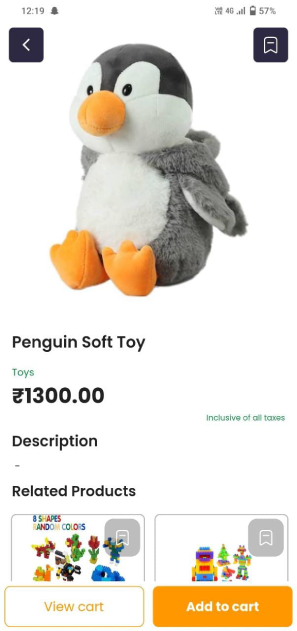 12:19
4G 57%
Penguin Soft Toy
Toys
₹1300.00
Inclusive of all taxes
Description
-
Related Products
8 SHAPES
RANDOM COLORS
View cart
Add to cart